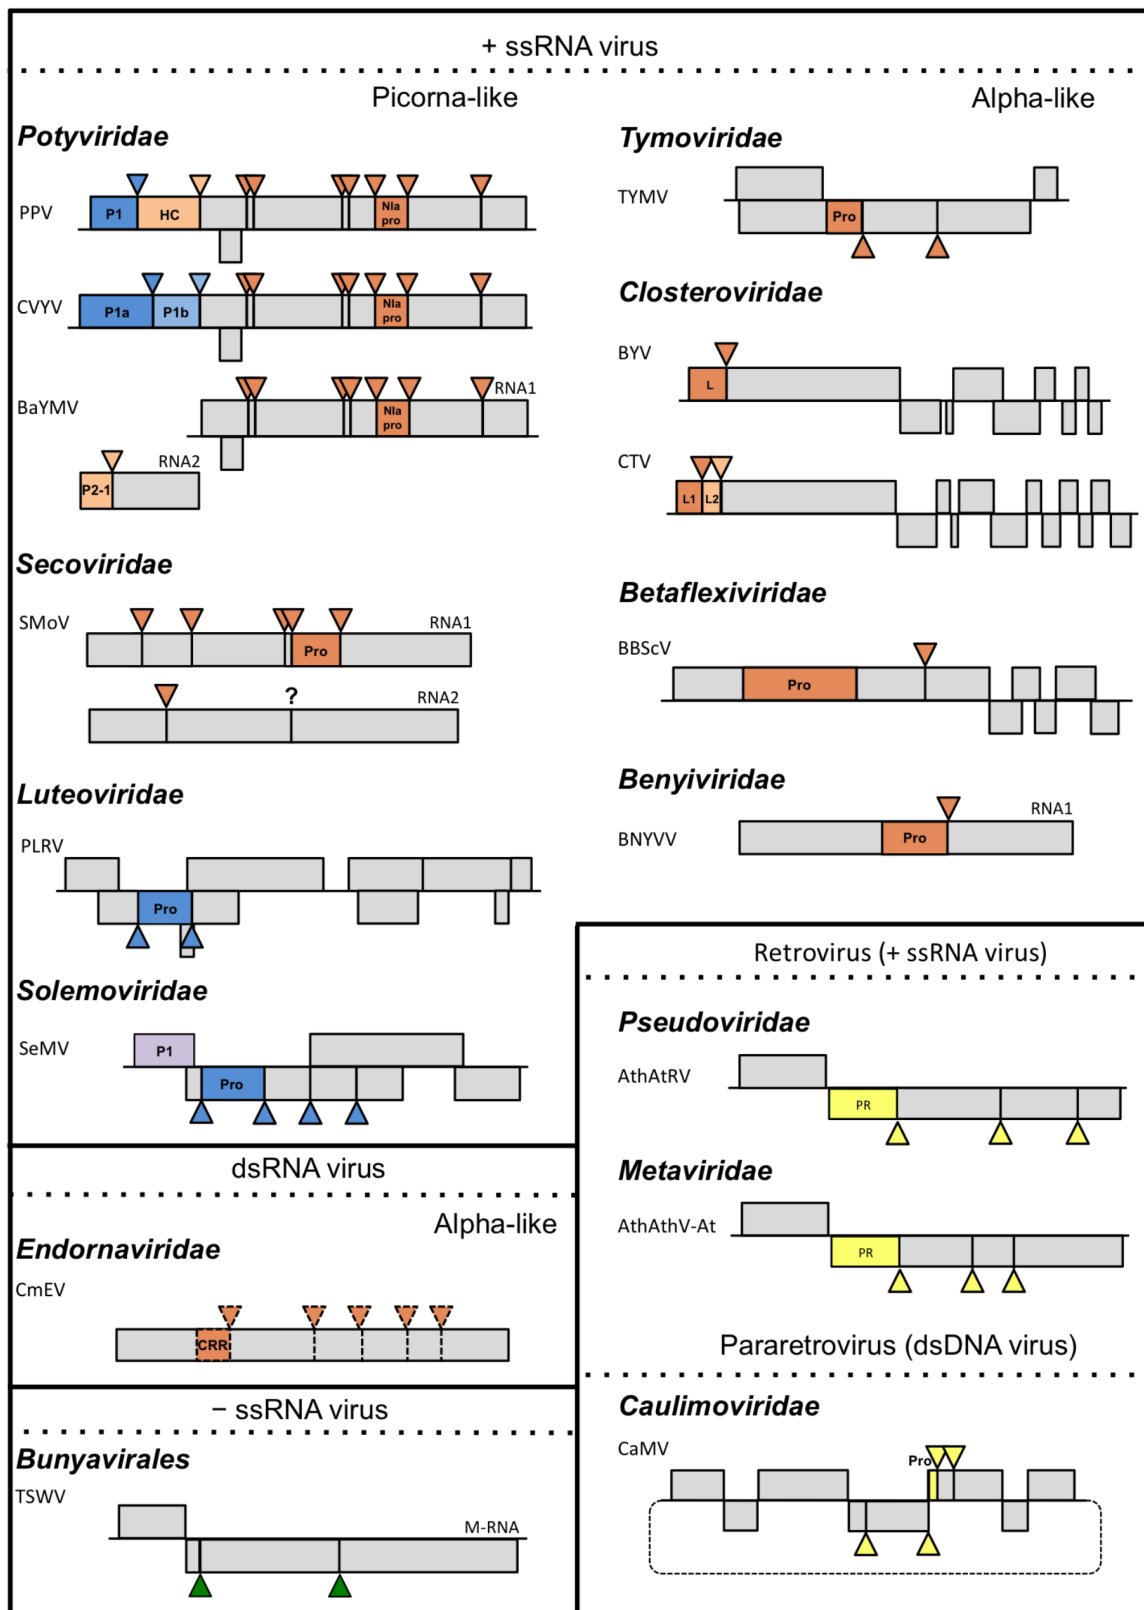 + ssRNA virus
Picorna-like
Potyviridae
PPV
P1
HC
NIa
pro
CVYV
P1a
P1b
NIa
pro
BaYMV
RNA1
NIa
pro
RNA2
P2-1
Secoviridae
SMoV
RNA1
Pro
?
RNA2
Luteoviridae
PLRV
Pro
Solemoviridae
SeMV
P1
Pro
Alpha-like
Tymoviridae
TYMV
Pro
Closteroviridae
BYV
L
CTV
L1
L2
Betaflexiviridae
BBScV
Pro
Benyiviridae
RNA1
BNYVV
Pro
dsRNA virus
Alpha-like
Endornaviridae
CmEV
CRR
− ssRNA virus
Bunyavirales
TSWV
M-RNA
Retrovirus (+ ssRNA virus)
Pseudoviridae
AthAtRV
PR
Metaviridae
AthAthV-At
PR
Pararetrovirus (dsDNA virus)
Caulimoviridae
CaMV
Pro